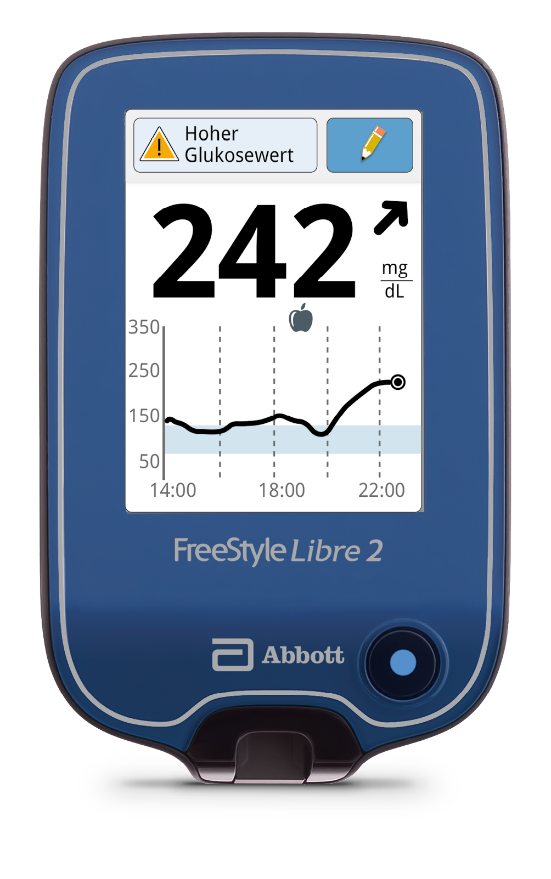 Hoher
Glukosewert
242
mg
dL
350
250
150
50
14:00 18:00 22:00
FreeStyle Libre 2
Abbott